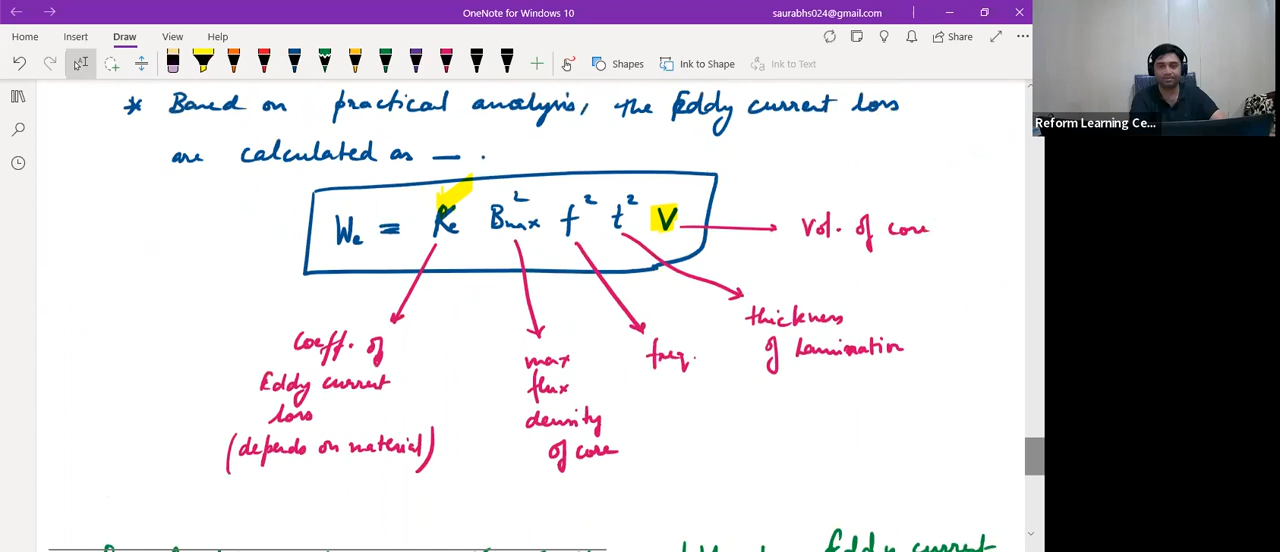 OneNote for Windows 10
saurabhs024@gmail.com
Home Insert Draw View Help
Share
Shapes
Ink to Shape
Ink to Text
* Based on practical analysis, the Eddy current loss
are calculated as — .
We = Ke Bmax² f² t² V
Vol. of core
thickness
of lamination
freq.
max
flux
density
of core
Coeff. of
Eddy current
loss
(depends on material)
Eddy current
Reform Learning Ce...